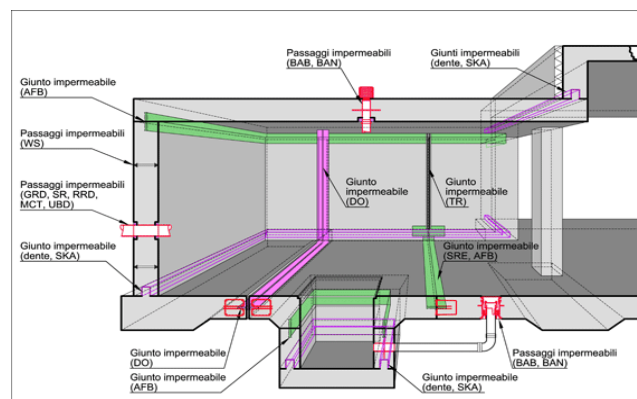 Passaggi impermeabili
(BAB, BAN)
Giunti impermeabili
(dente, SKA)
Giunto impermeabile
(AFB)
Passaggi impermeabili
(WS)
Passaggi impermeabili
(GRD, SR, RRD,
MCT, UBD)
Giunto
impermeabile
(DO)
Giunto
impermeabile
(TR)
Giunto impermeabile
(dente, SKA)
Giunto impermeabile
(SRE, AFB)
Giunto impermeabile
(DO)
Giunto impermeabile
(AFB)
Giunto impermeabile
(dente, SKA)
Passaggi impermeabili
(BAB, BAN)